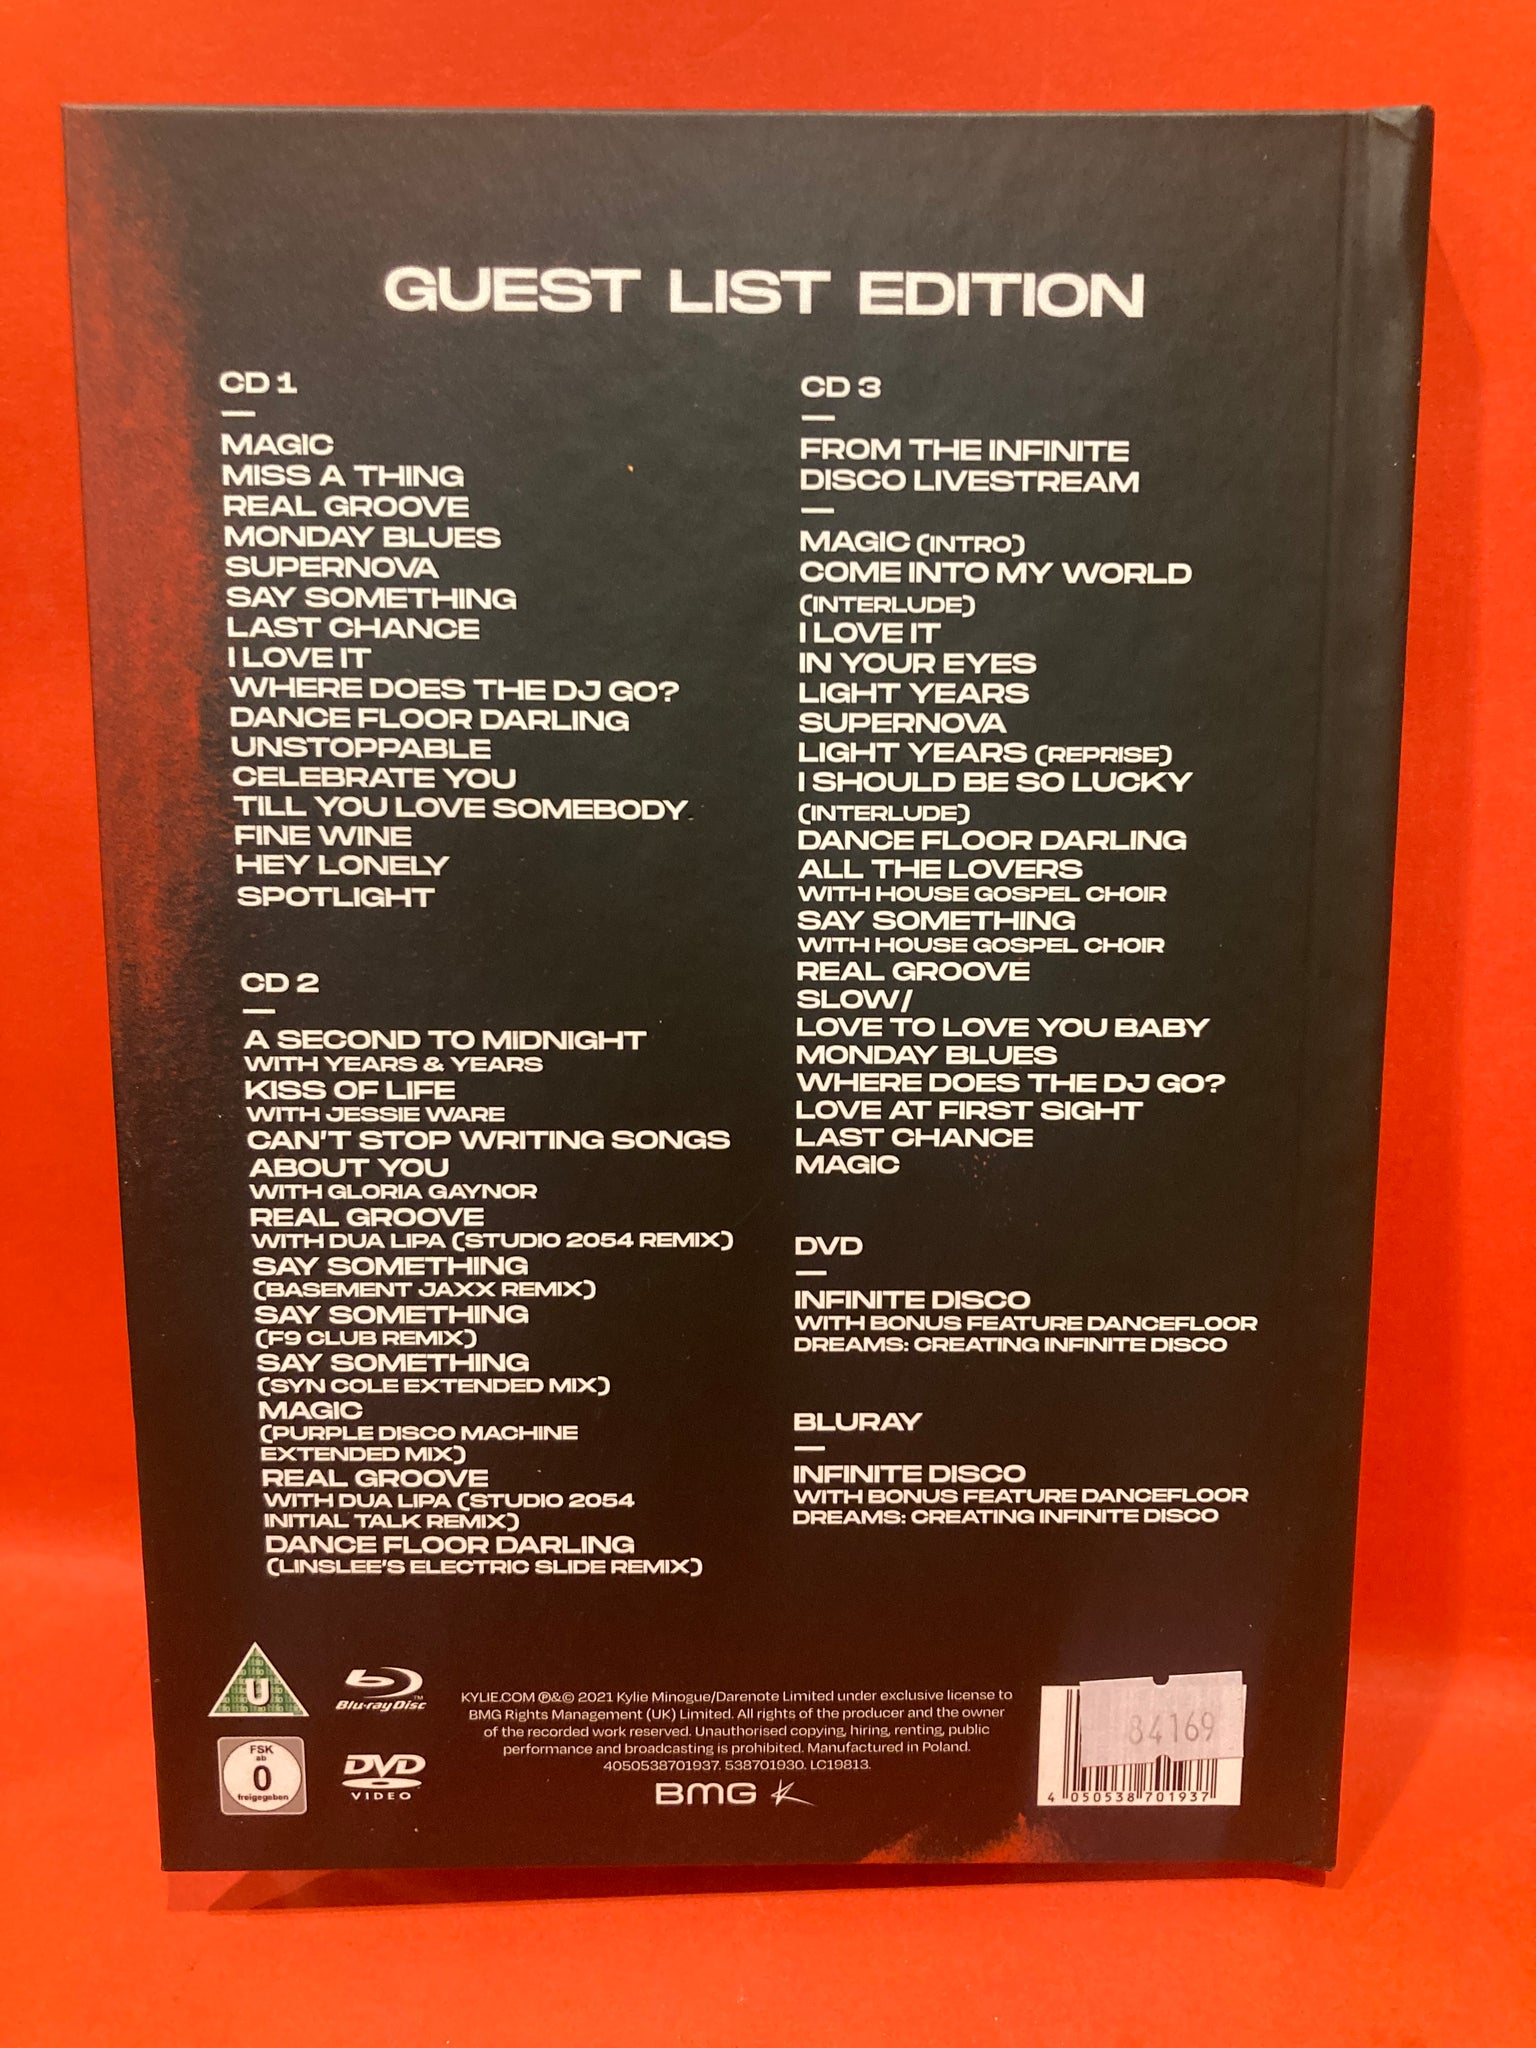 GUEST LIST EDITION
CD 1
MAGIC
MISS A THING
REAL GROOVE
MONDAY BLUES
SUPERNOVA
SAY SOMETHING
LAST CHANCE
I LOVE IT
WHERE DOES THE DJ GO?
DANCE FLOOR DARLING
UNSTOPPABLE
CELEBRATE YOU
TILL YOU LOVE SOMEBODY
FINE WINE
HEY LONELY
SPOTLIGHT
CD 2
A SECOND TO MIDNIGHT
WITH YEARS & YEARS
KISS OF LIFE
WITH JESSIE WARE
CAN'T STOP WRITING SONGS
ABOUT YOU
WITH GLORIA GAYNOR
REAL GROOVE
WITH DUA LIPA (STUDIO 2054 REMIX)
SAY SOMETHING
(BASEMENT JAXX REMIX)
SAY SOMETHING
(F9 CLUB REMIX)
SAY SOMETHING
(SYN COLE EXTENDED MIX)
MAGIC
(PURPLE DISCO MACHINE
EXTENDED MIX)
REAL GROOVE
WITH DUA LIPA (STUDIO 2054
INITIAL TALK REMIX)
DANCE FLOOR DARLING
(LINSLEE'S ELECTRIC SLIDE REMIX)
CD 3
FROM THE INFINITE
DISCO LIVESTREAM
MAGIC (INTRO)
COME INTO MY WORLD
(INTERLUDE)
I LOVE IT
IN YOUR EYES
LIGHT YEARS
SUPERNOVA
LIGHT YEARS (REPRISE)
I SHOULD BE SO LUCKY
(INTERLUDE)
DANCE FLOOR DARLING
ALL THE LOVERS
WITH HOUSE GOSPEL CHOIR
SAY SOMETHING
WITH HOUSE GOSPEL CHOIR
REAL GROOVE
SLOW/
LOVE TO LOVE YOU BABY
MONDAY BLUES
WHERE DOES THE DJ GO?
LOVE AT FIRST SIGHT
LAST CHANCE
MAGIC
DVD
INFINITE DISCO
WITH BONUS FEATURE DANCEFLOOR
DREAMS: CREATING INFINITE DISCO
BLURAY
INFINITE DISCO
WITH BONUS FEATURE DANCEFLOOR
DREAMS: CREATING INFINITE DISCO
U
Blu-ray Disc™
FSK
ab
0
freigegeben
DVD
VIDEO
KYLIE.COM ℗&© 2021 Kylie Minogue/Darenote Limited under exclusive license to
BMG Rights Management (UK) Limited. All rights of the producer and the owner
of the recorded work reserved. Unauthorised copying, hiring, renting, public
performance and broadcasting is prohibited. Manufactured in Poland.
4050538701937. 538701930. LC19813.
BMG K
84169
4 050538 701937